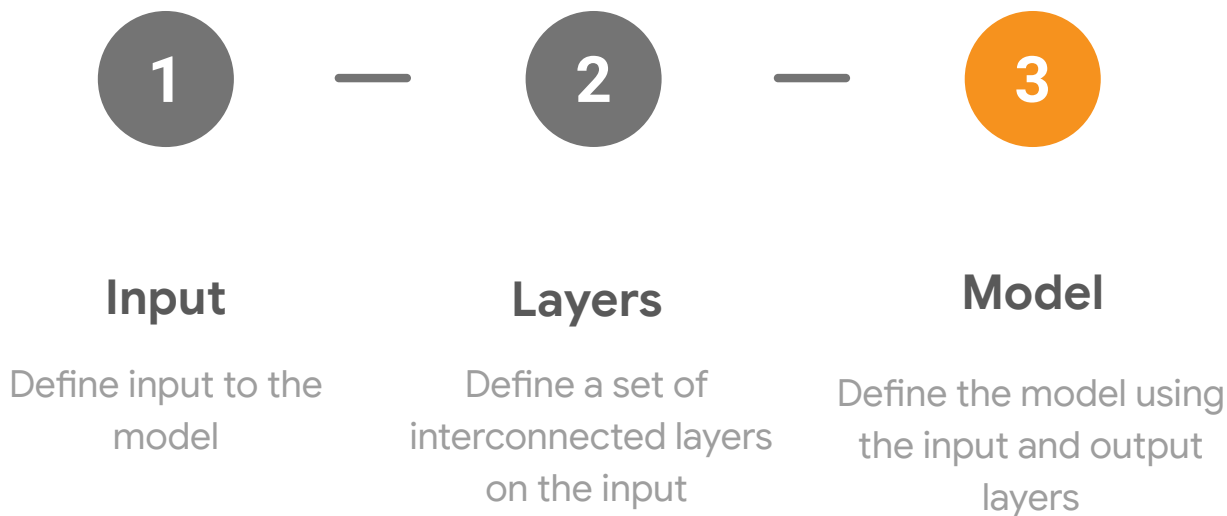 1
2
3
Input
Define input to the
model
Layers
Define a set of
interconnected layers
on the input
Model
Define the model using
the input and output
layers